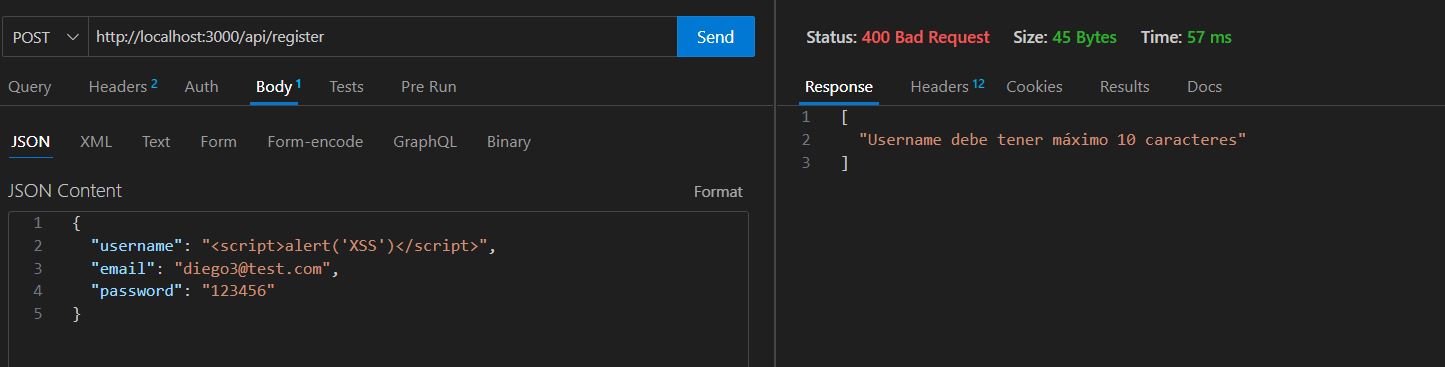 POST http://localhost:3000/api/register Send
Query Headers 2 Auth Body 1 Tests Pre Run
JSON XML Text Form Form-encode GraphQL Binary
JSON Content Format
1 {
2 "username": "<script>alert('XSS')</script>",
3 "email": "diego3@test.com",
4 "password": "123456"
5 }
Status: 400 Bad Request Size: 45 Bytes Time: 57 ms
Response Headers 12 Cookies Results Docs
1 [
2 "Username debe tener máximo 10 caracteres"
3 ]